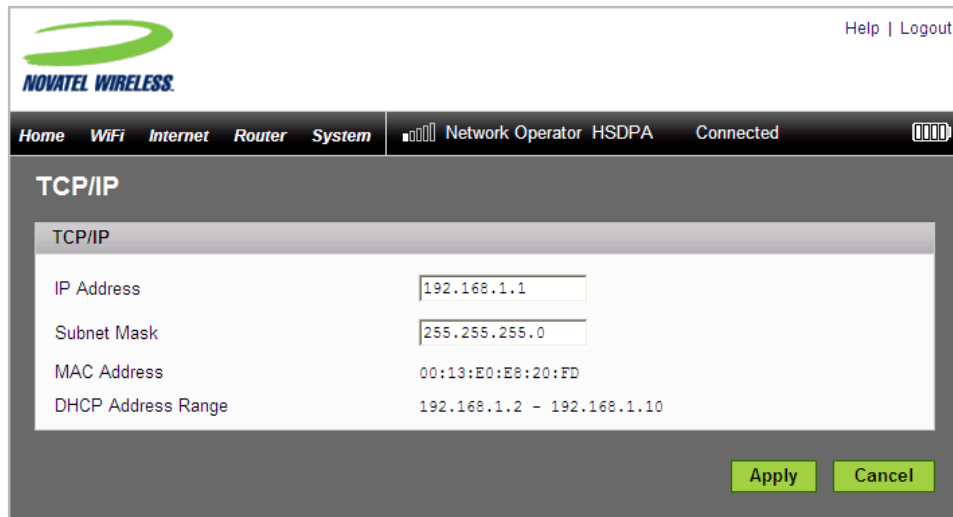 Help | Logout
NOVATEL WIRELESS.
Home WiFi Internet Router System Network Operator HSDPA Connected
TCP/IP
TCP/IP
IP Address 192.168.1.1
Subnet Mask 255.255.255.0
MAC Address 00:13:E0:E8:20:FD
DHCP Address Range 192.168.1.2 - 192.168.1.10
Apply Cancel